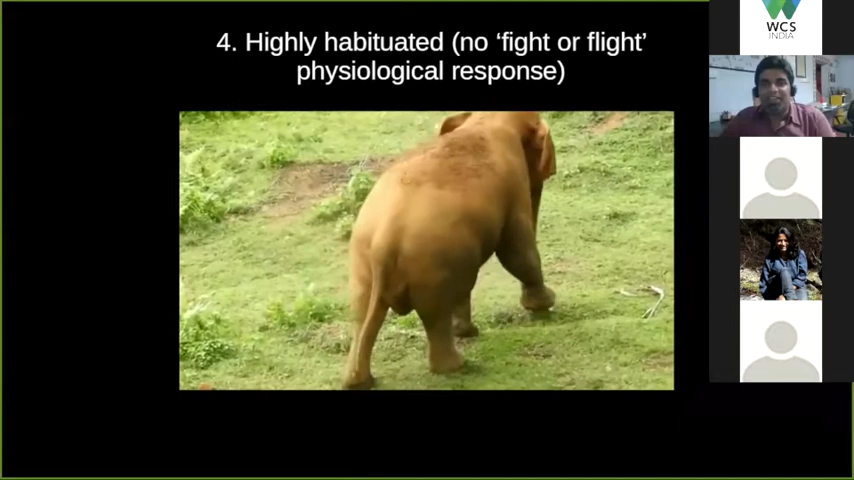 4. Highly habituated (no ‘fight or flight’
physiological response)
WCS
INDIA